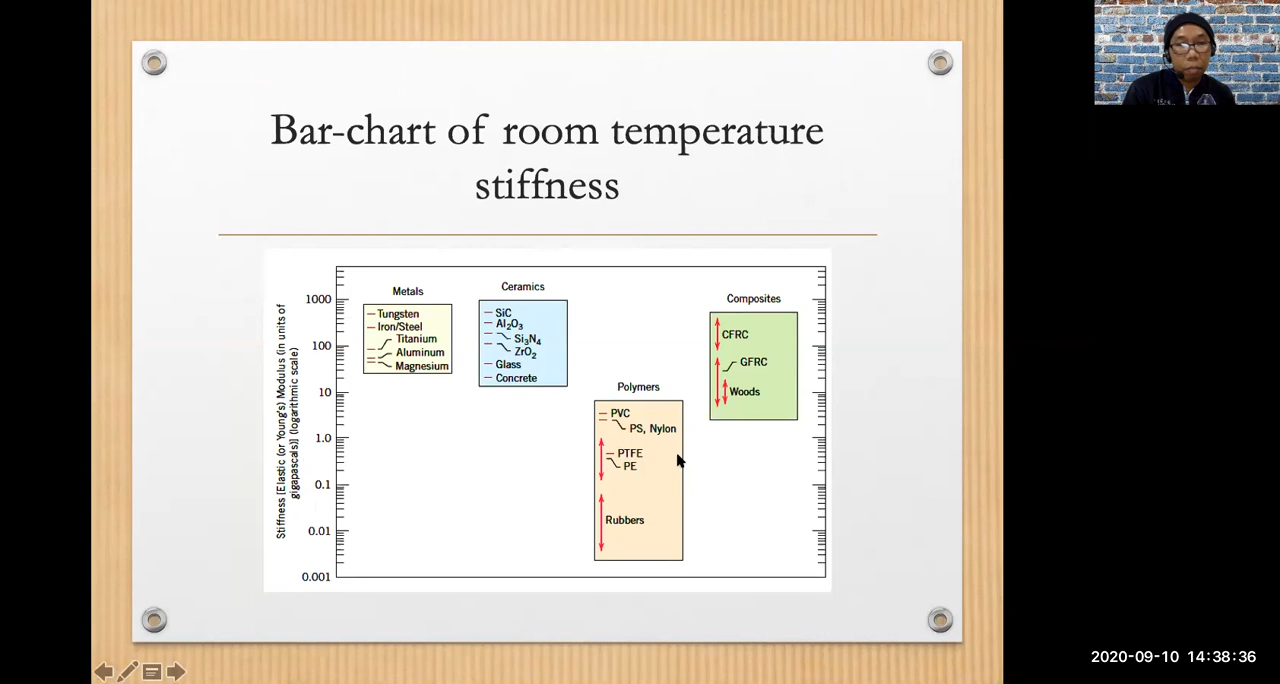 Bar-chart of room temperature
stiffness
Stiffness [Elastic (or Young's) Modulus (in units of
gigapascals)] (logarithmic scale)
1000
100
10
1.0
0.1
0.01
0.001
Metals
Tungsten
Iron/Steel
Titanium
Aluminum
Magnesium
Ceramics
SiC
Al₂O₃
Si₃N₄
ZrO₂
Glass
Concrete
Polymers
PVC
PS, Nylon
PTFE
PE
Rubbers
Composites
CFRC
GFRC
Woods
2020-09-10 14:38:36